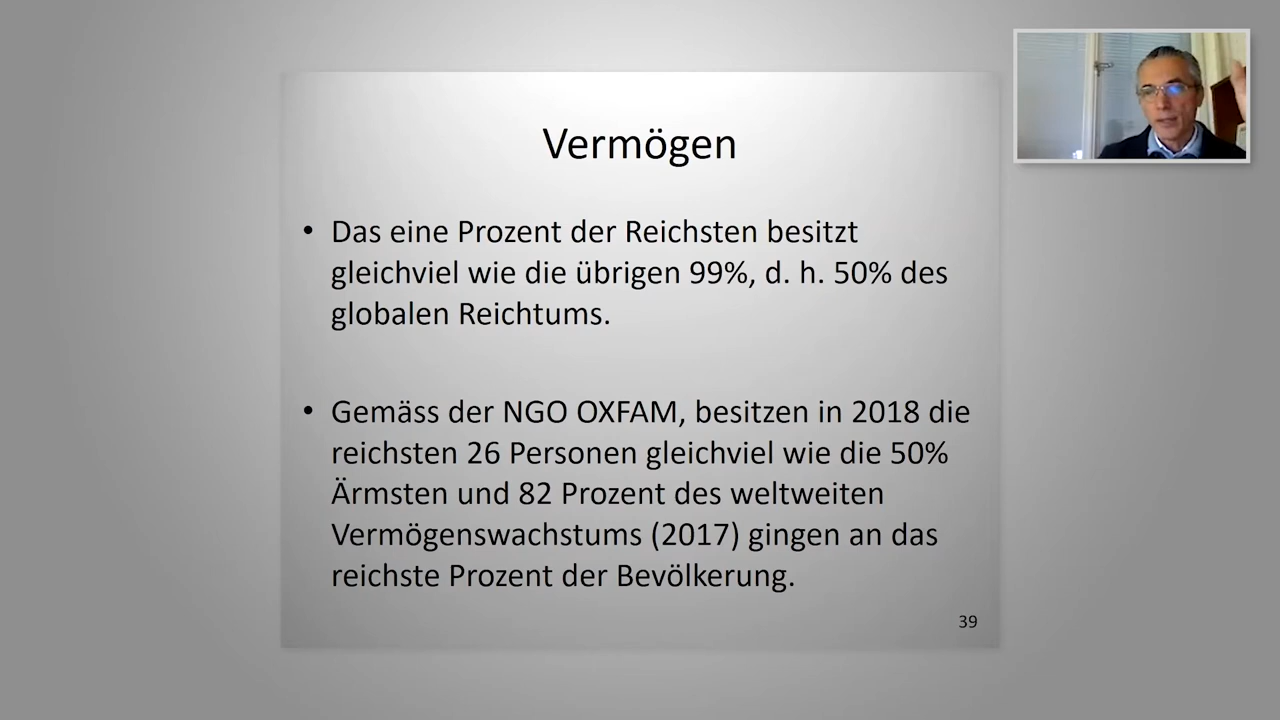 Vermögen
• Das eine Prozent der Reichsten besitzt
gleichviel wie die übrigen 99%, d. h. 50% des
globalen Reichtums.
• Gemäss der NGO OXFAM, besitzen in 2018 die
reichsten 26 Personen gleichviel wie die 50%
Ärmsten und 82 Prozent des weltweiten
Vermögenswachstums (2017) gingen an das
reichste Prozent der Bevölkerung.
39